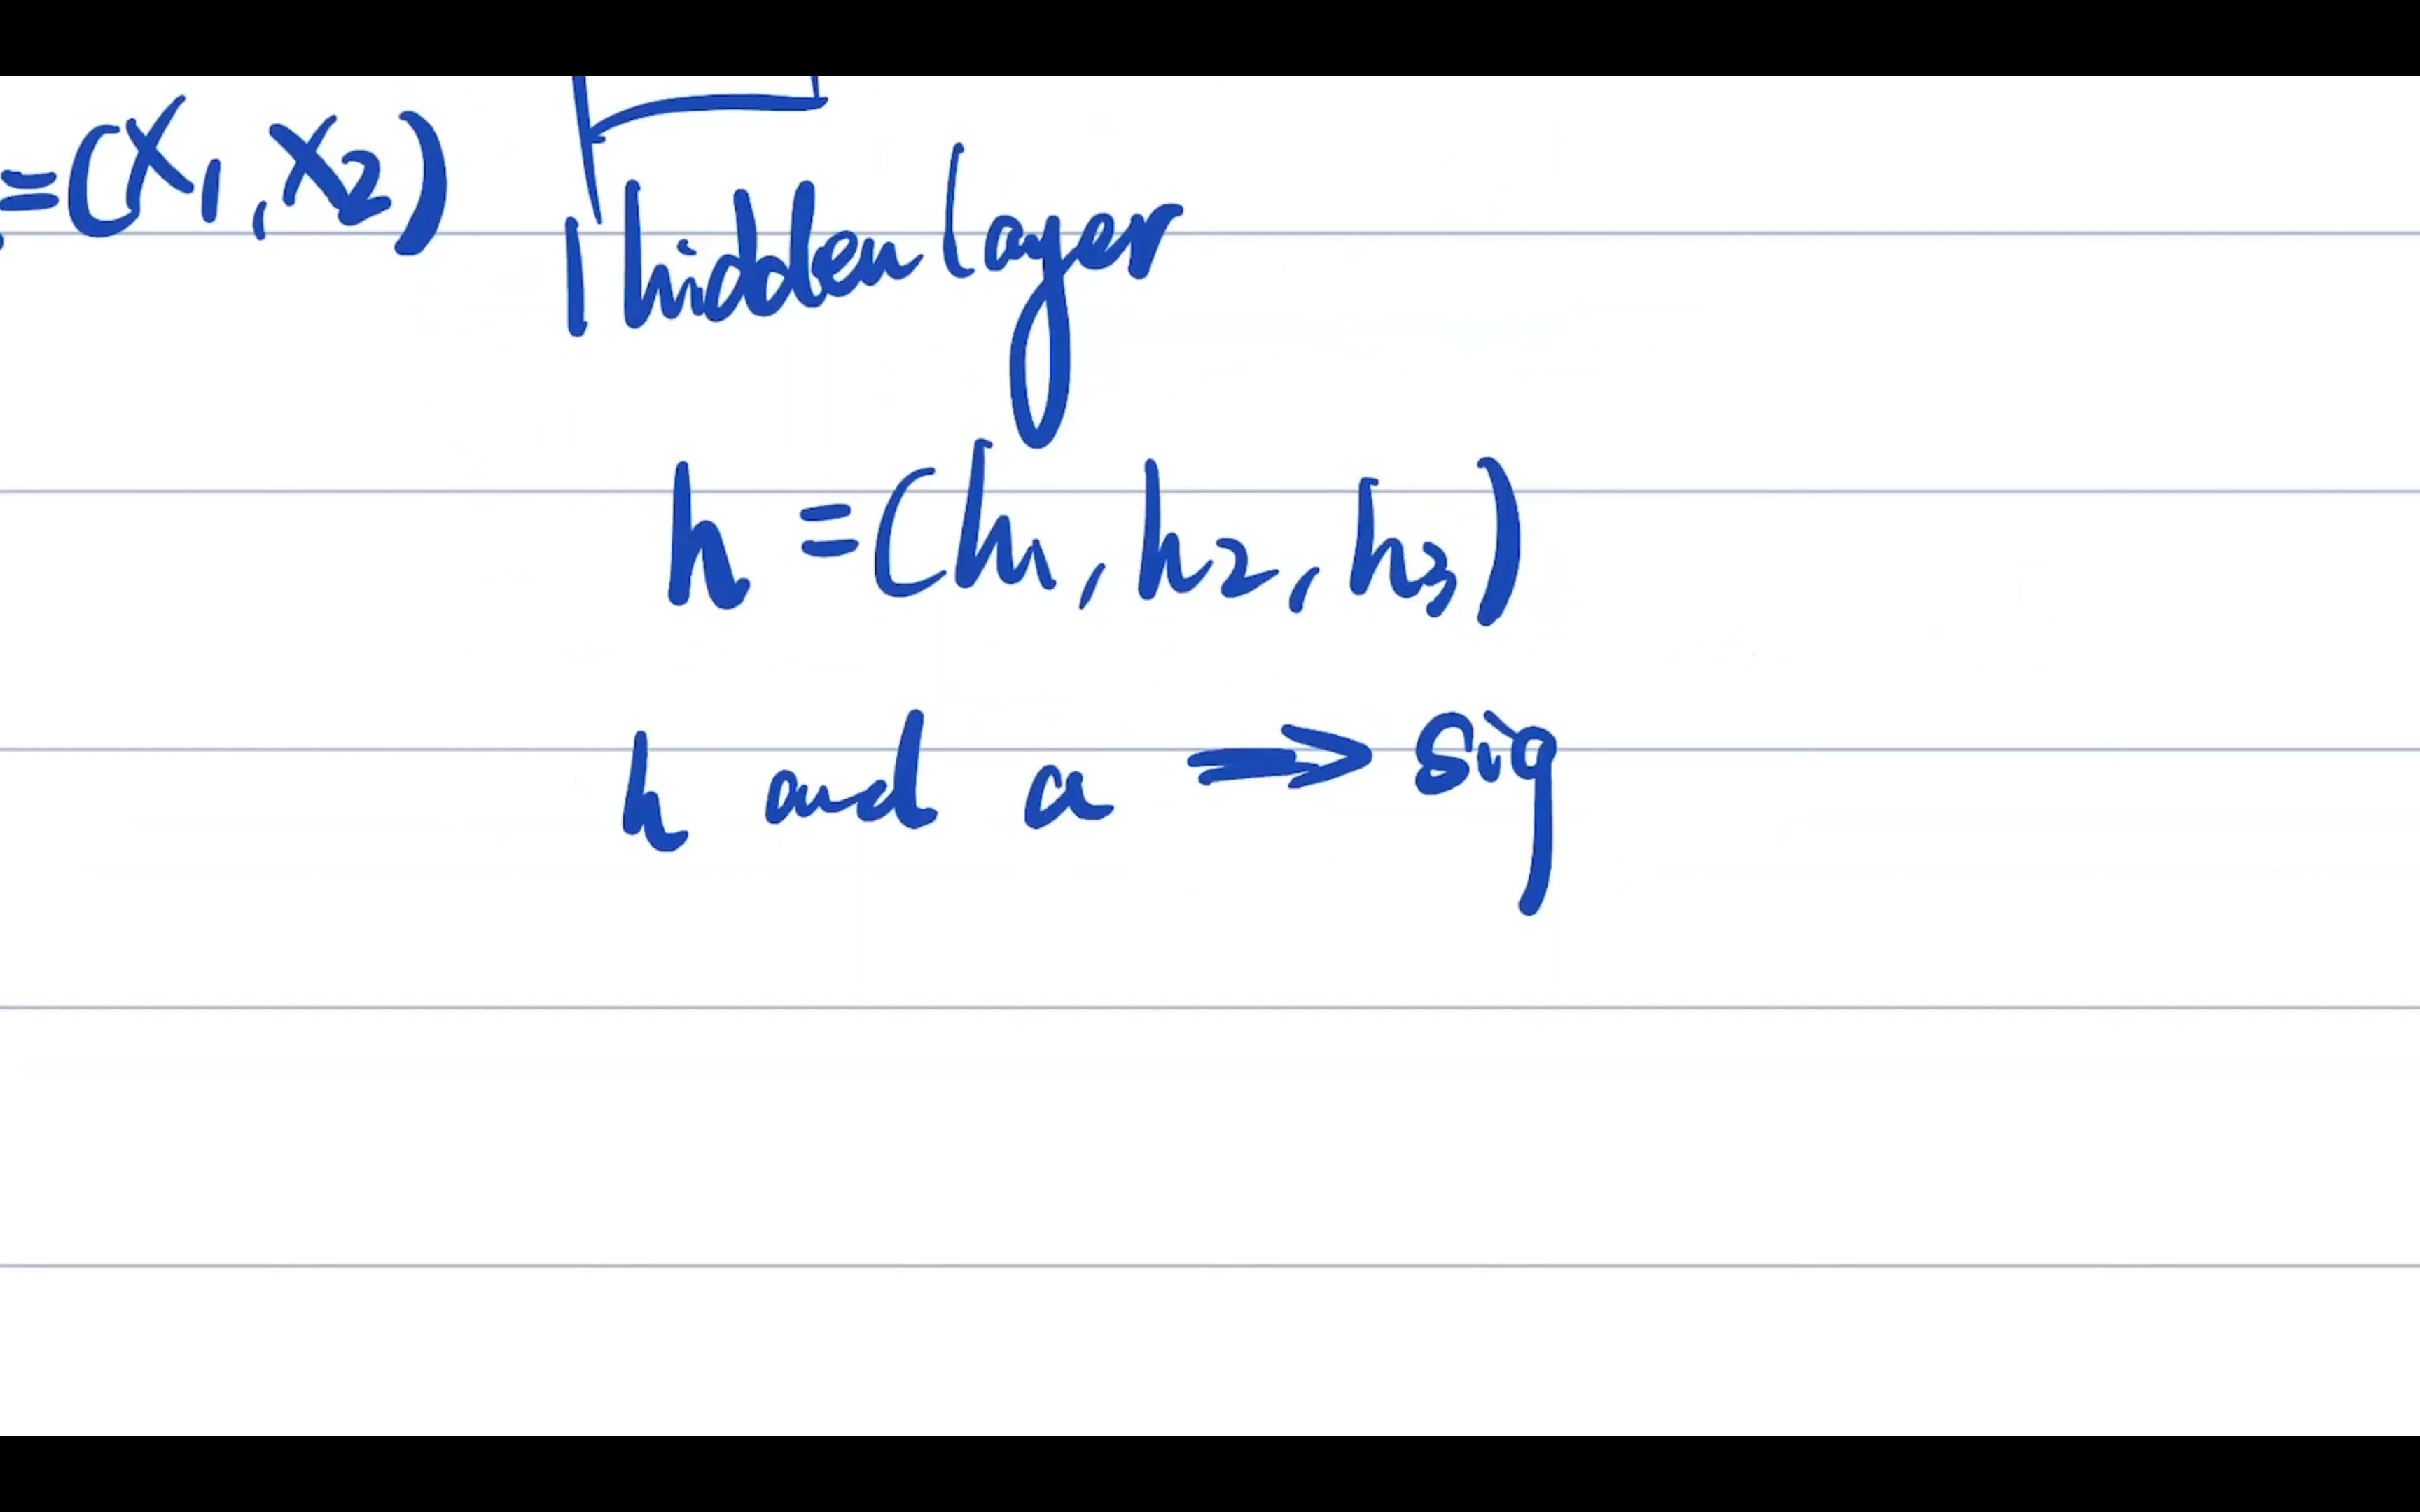 =(X1,X2)
1 hidden layer
h =(h1, h2, h3)
h and a ⇒ sig